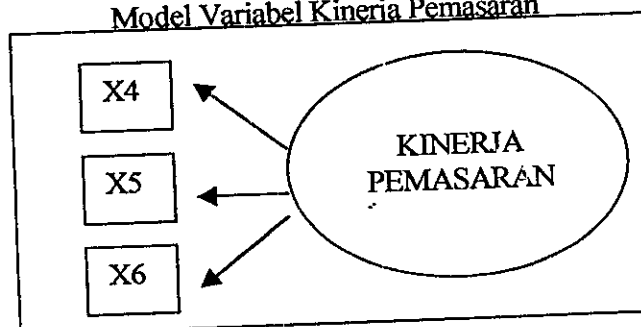 Model Variabel Kinerja Pemasaran
X4
X5
X6
KINERJA
PEMASARAN